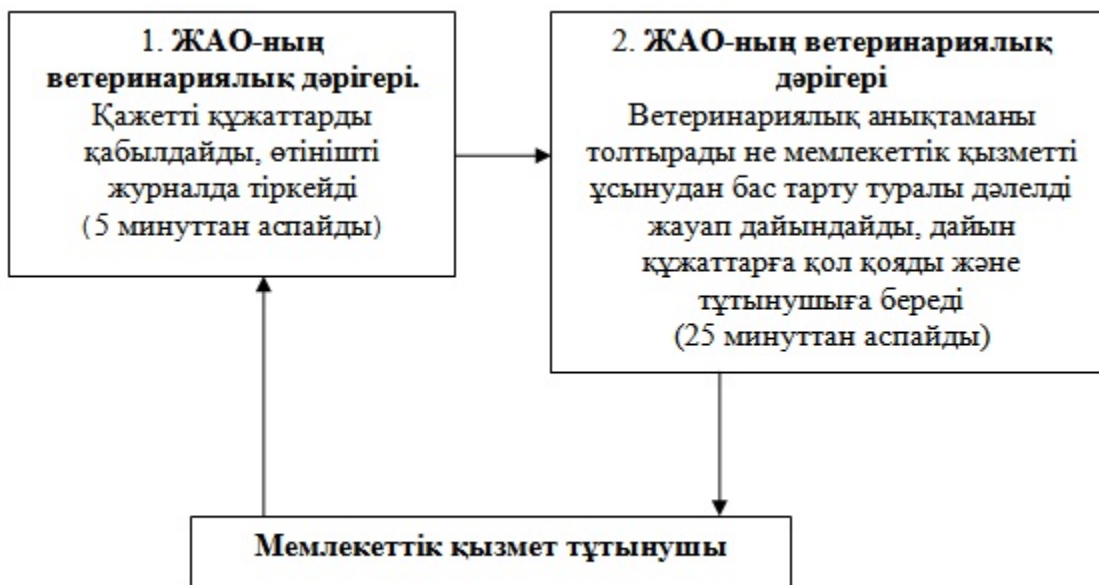 1. ЖАО-ның
ветеринариялық дәрігері.
Қажетті құжаттарды
қабылдайды, өтінішті
журналда тіркейді
(5 минуттан аспайды)
2. ЖАО-ның ветеринариялық
дәрігері
Ветеринариялық анықтаманы
толтырады не мемлекеттік қызметті
ұсынудан бас тарту туралы дәлелді
жауап дайындайды, дайын
құжаттарға қол қояды және
тұтынушыға береді
(25 минуттан аспайды)
Мемлекеттік қызмет тұтынушы